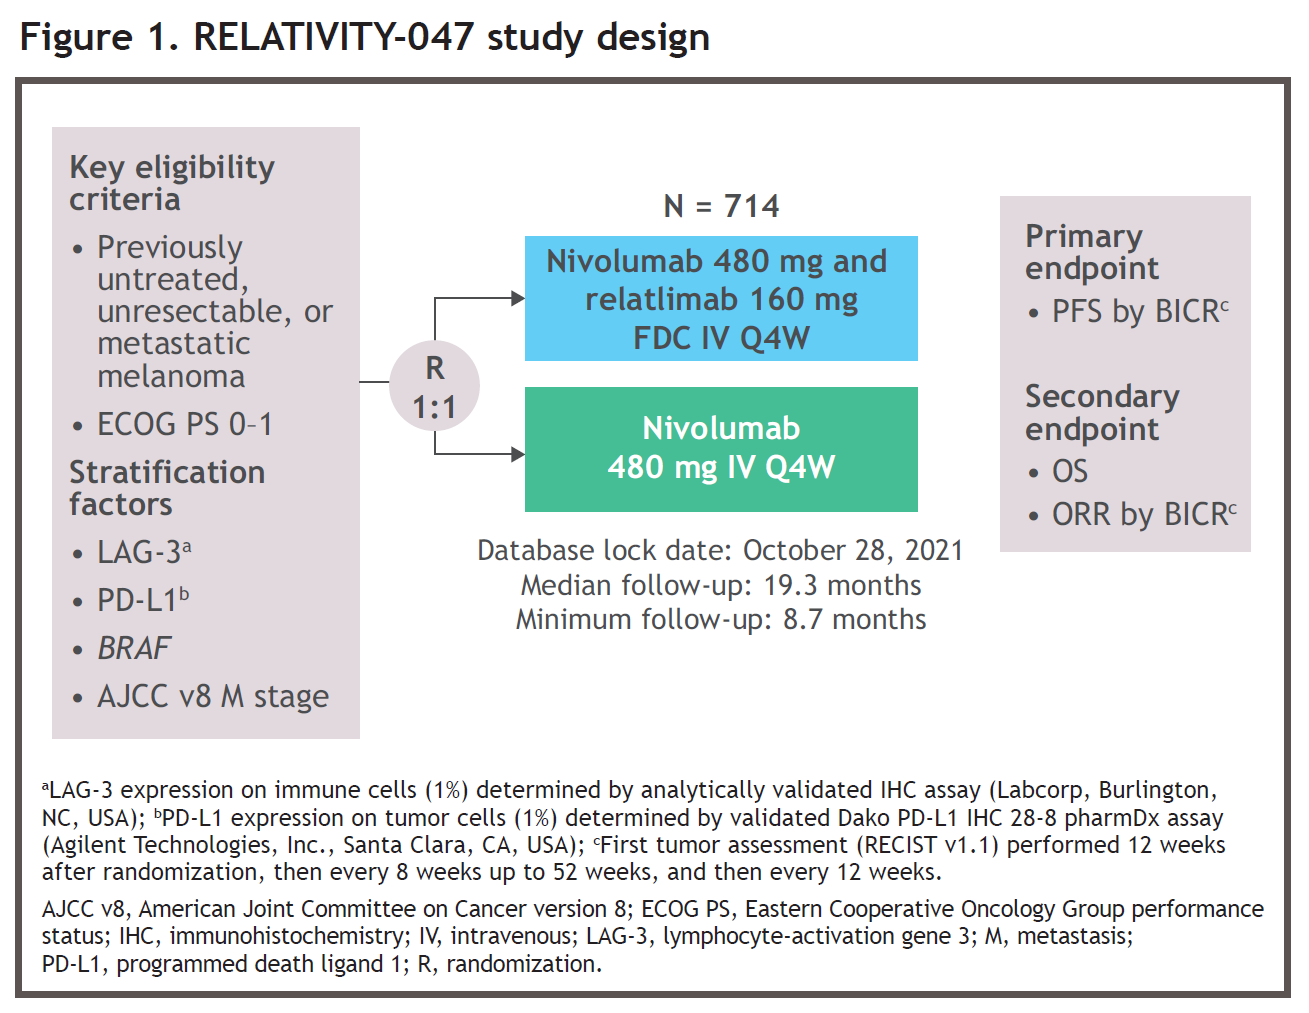 Figure 1. RELATIVITY-047 study design
Key eligibility
criteria
• Previously
untreated,
unresectable, or
metastatic
melanoma
• ECOG PS 0–1
Stratification
factors
• LAG-3ᵃ
• PD-L1ᵇ
• BRAF
• AJCC v8 M stage
R
1:1
N = 714
Nivolumab 480 mg and
relatlimab 160 mg
FDC IV Q4W
Nivolumab
480 mg IV Q4W
Database lock date: October 28, 2021
Median follow-up: 19.3 months
Minimum follow-up: 8.7 months
Primary
endpoint
• PFS by BICRᶜ
Secondary
endpoint
• OS
• ORR by BICRᶜ
ᵃLAG-3 expression on immune cells (1%) determined by analytically validated IHC assay (Labcorp, Burlington,
NC, USA); ᵇPD-L1 expression on tumor cells (1%) determined by validated Dako PD-L1 IHC 28-8 pharmDx assay
(Agilent Technologies, Inc., Santa Clara, CA, USA); ᶜFirst tumor assessment (RECIST v1.1) performed 12 weeks
after randomization, then every 8 weeks up to 52 weeks, and then every 12 weeks.
AJCC v8, American Joint Committee on Cancer version 8; ECOG PS, Eastern Cooperative Oncology Group performance
status; IHC, immunohistochemistry; IV, intravenous; LAG-3, lymphocyte-activation gene 3; M, metastasis;
PD-L1, programmed death ligand 1; R, randomization.